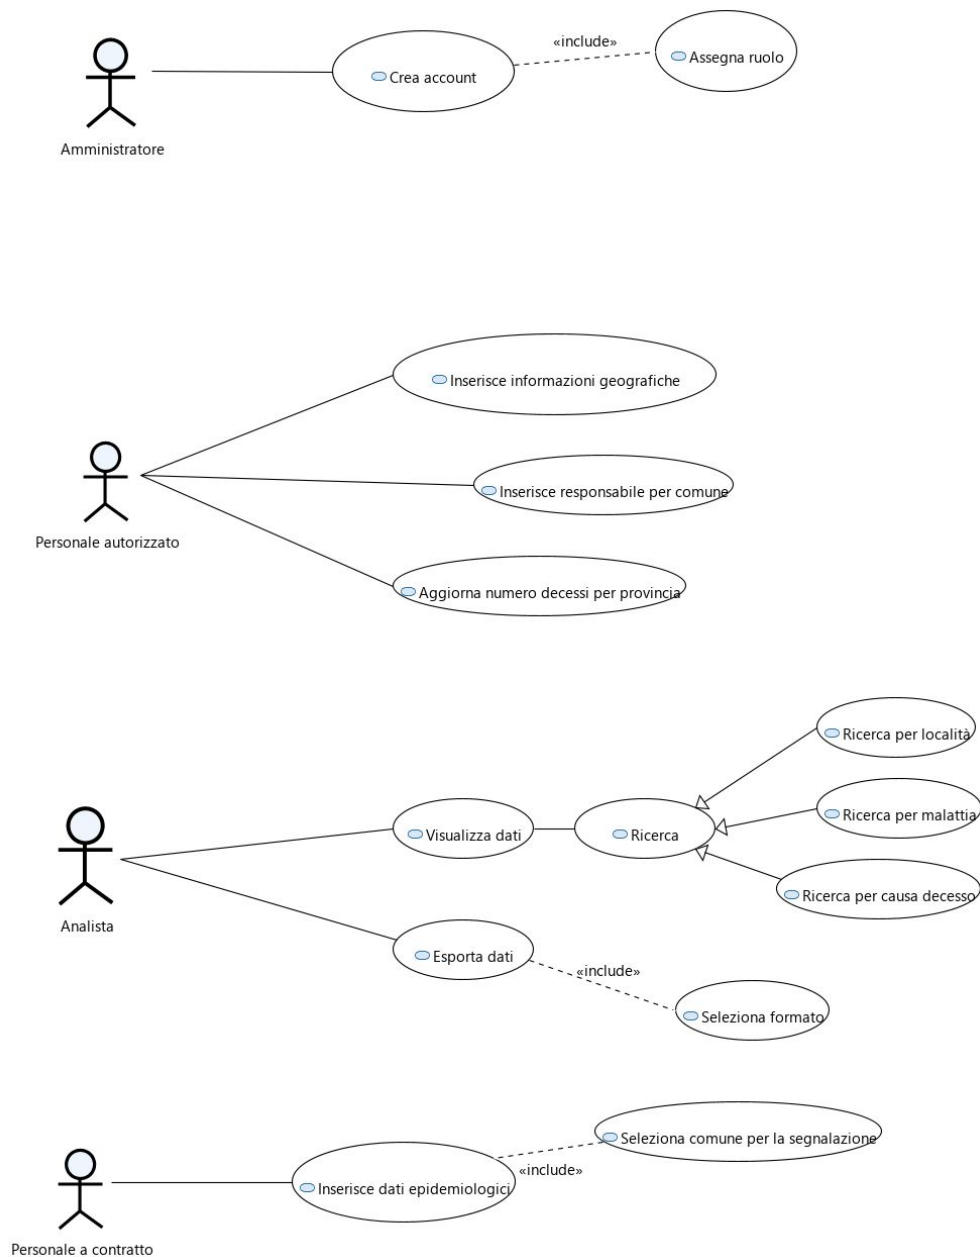 «include»
Crea account
Assegna ruolo
Amministratore
Inserisce informazioni geografiche
Inserisce responsabile per comune
Personale autorizzato
Aggiorna numero decessi per provincia
Ricerca per località
Ricerca per malattia
Visualizza dati
Ricerca
Ricerca per causa decesso
Analista
Esporta dati
«include»
Seleziona formato
Seleziona comune per la segnalazione
«include»
Inserisce dati epidemiologici
Personale a contratto